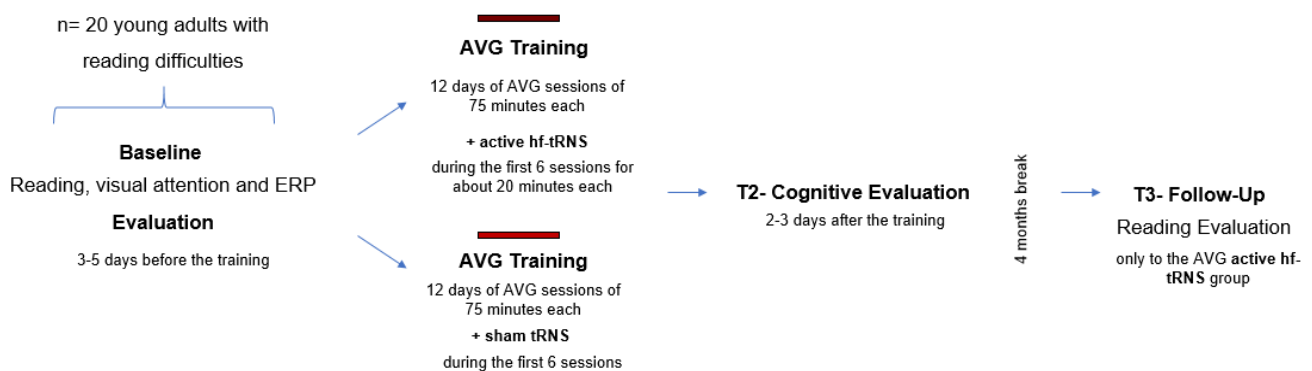 n= 20 young adults with
reading difficulties
Baseline
Reading, visual attention and ERP
Evaluation
3-5 days before the training
AVG Training
12 days of AVG sessions of
75 minutes each
+ active hf-tRNS
during the first 6 sessions for
about 20 minutes each
AVG Training
12 days of AVG sessions of
75 minutes each
+ sham tRNS
during the first 6 sessions
T2- Cognitive Evaluation
2-3 days after the training
4 months break
T3- Follow-Up
Reading Evaluation
only to the AVG active hf-
tRNS group